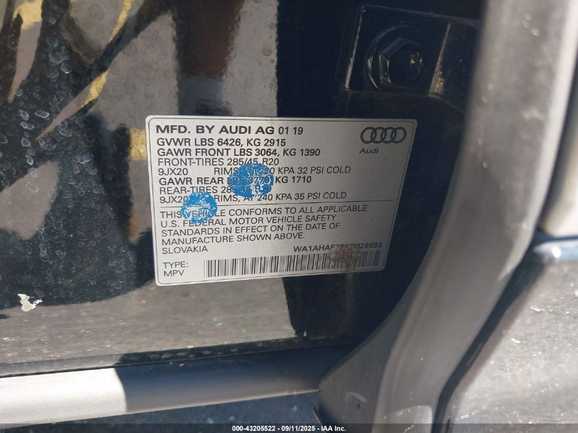 MFD. BY AUDI AG 01 19
GVWR LBS 6426, KG 2915
GAWR FRONT LBS 3064, KG 1390
FRONT-TIRES 285/45 R20
9JX20 RIMS, KPA 32 PSI COLD
GAWR REAR KG 1710
REAR-TIRES
9JX20 RIMS, AT 240 KPA 35 PSI COLD
THIS VEHICLE CONFORMS TO ALL APPLICABLE
U.S. FEDERAL MOTOR VEHICLE SAFETY
STANDARDS IN EFFECT ON THE DATE OF
MANUFACTURE SHOWN ABOVE.
SLOVAKIA
TYPE:
MPV
Audi
000-43205522 - 09/11/2025 - IAA Inc.